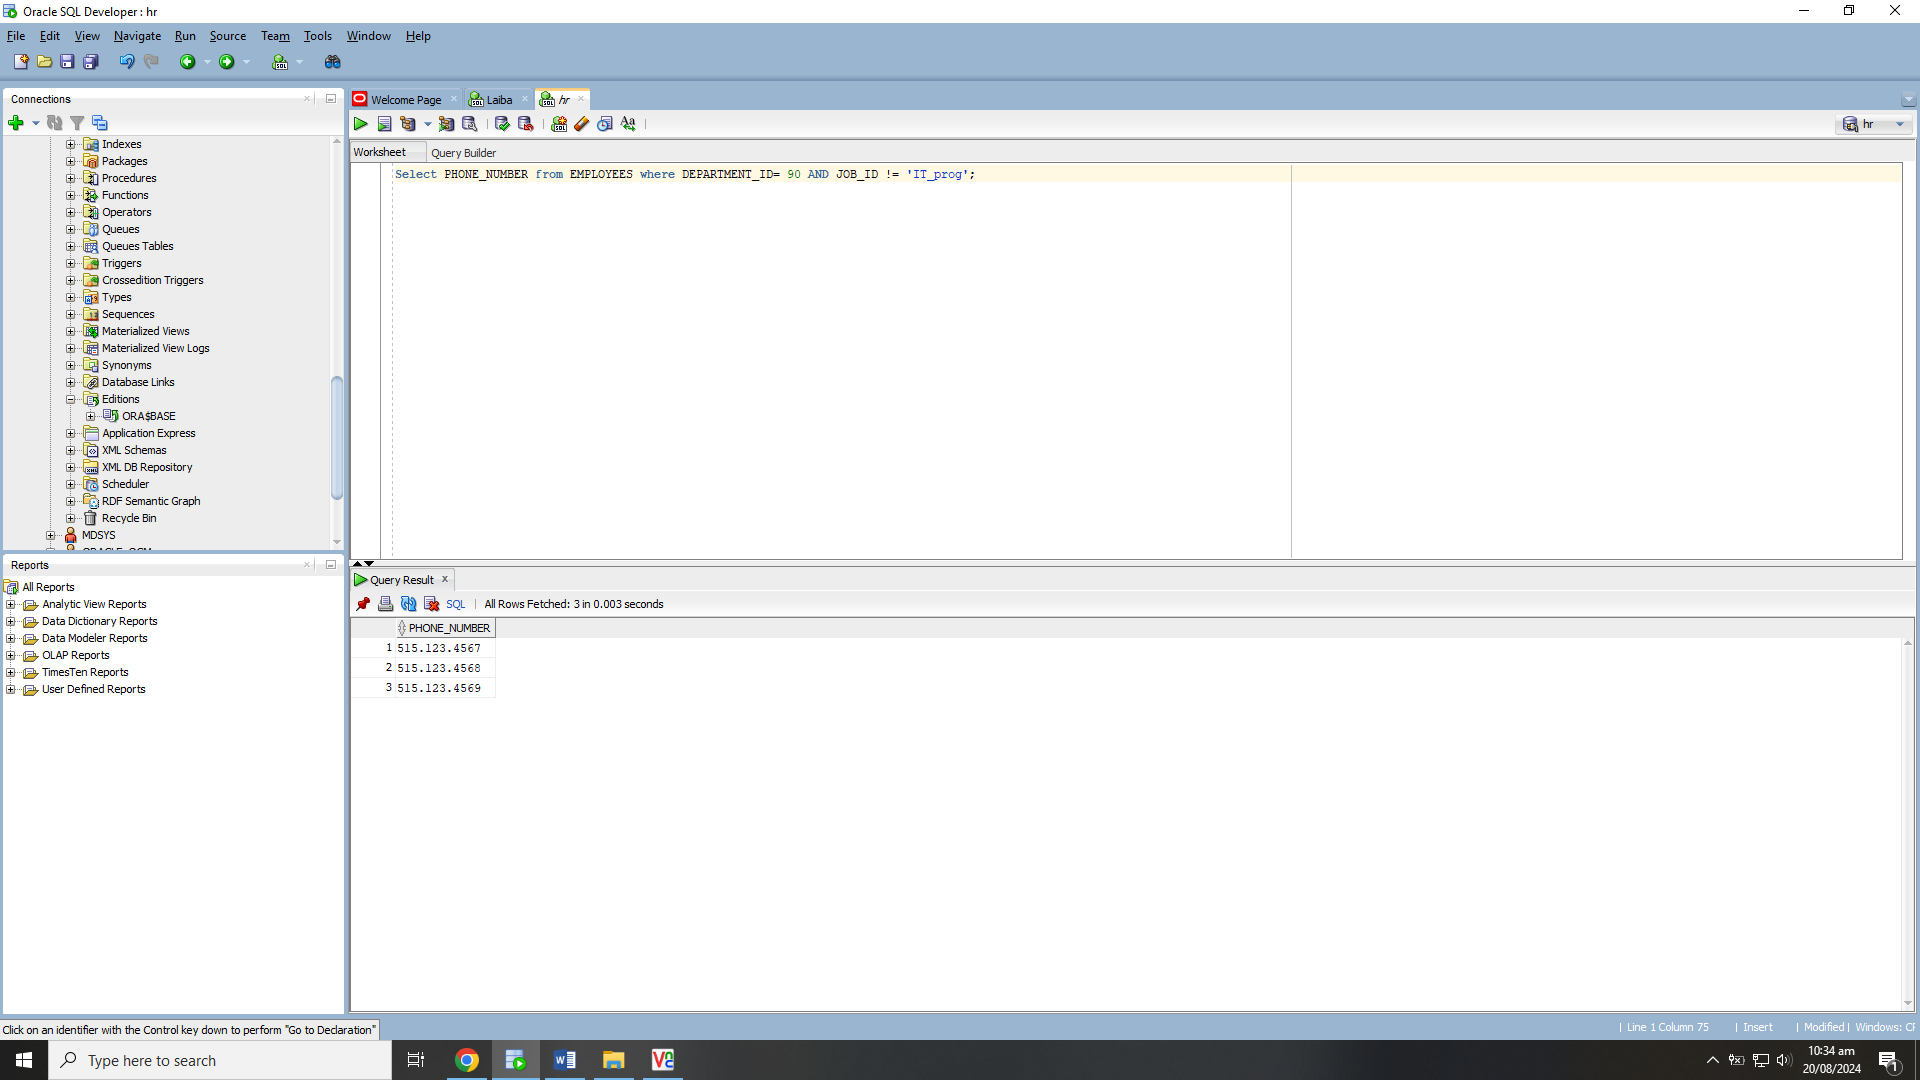 Oracle SQL Developer : hr
File Edit View Navigate Run Source Team Tools Window Help
Connections
Welcome Page
Laiba
hr
hr
Indexes
Packages
Procedures
Functions
Operators
Queues
Queues Tables
Triggers
Crossedition Triggers
Types
Sequences
Materialized Views
Materialized View Logs
Synonyms
Database Links
Editions
ORA$BASE
Application Express
XML Schemas
XML DB Repository
Scheduler
RDF Semantic Graph
Recycle Bin
MDSYS
Worksheet Query Builder
Select PHONE_NUMBER from EMPLOYEES where DEPARTMENT_ID= 90 AND JOB_ID != 'IT_prog';
Reports
All Reports
Analytic View Reports
Data Dictionary Reports
Data Modeler Reports
OLAP Reports
TimesTen Reports
User Defined Reports
Query Result
SQL | All Rows Fetched: 3 in 0.003 seconds
PHONE_NUMBER
1 515.123.4567
2 515.123.4568
3 515.123.4569
Click on an identifier with the Control key down to perform "Go to Declaration"
| Line 1 Column 75 | Insert | Modified | Windows: CF
Type here to search
10:34 am
20/08/2024
1